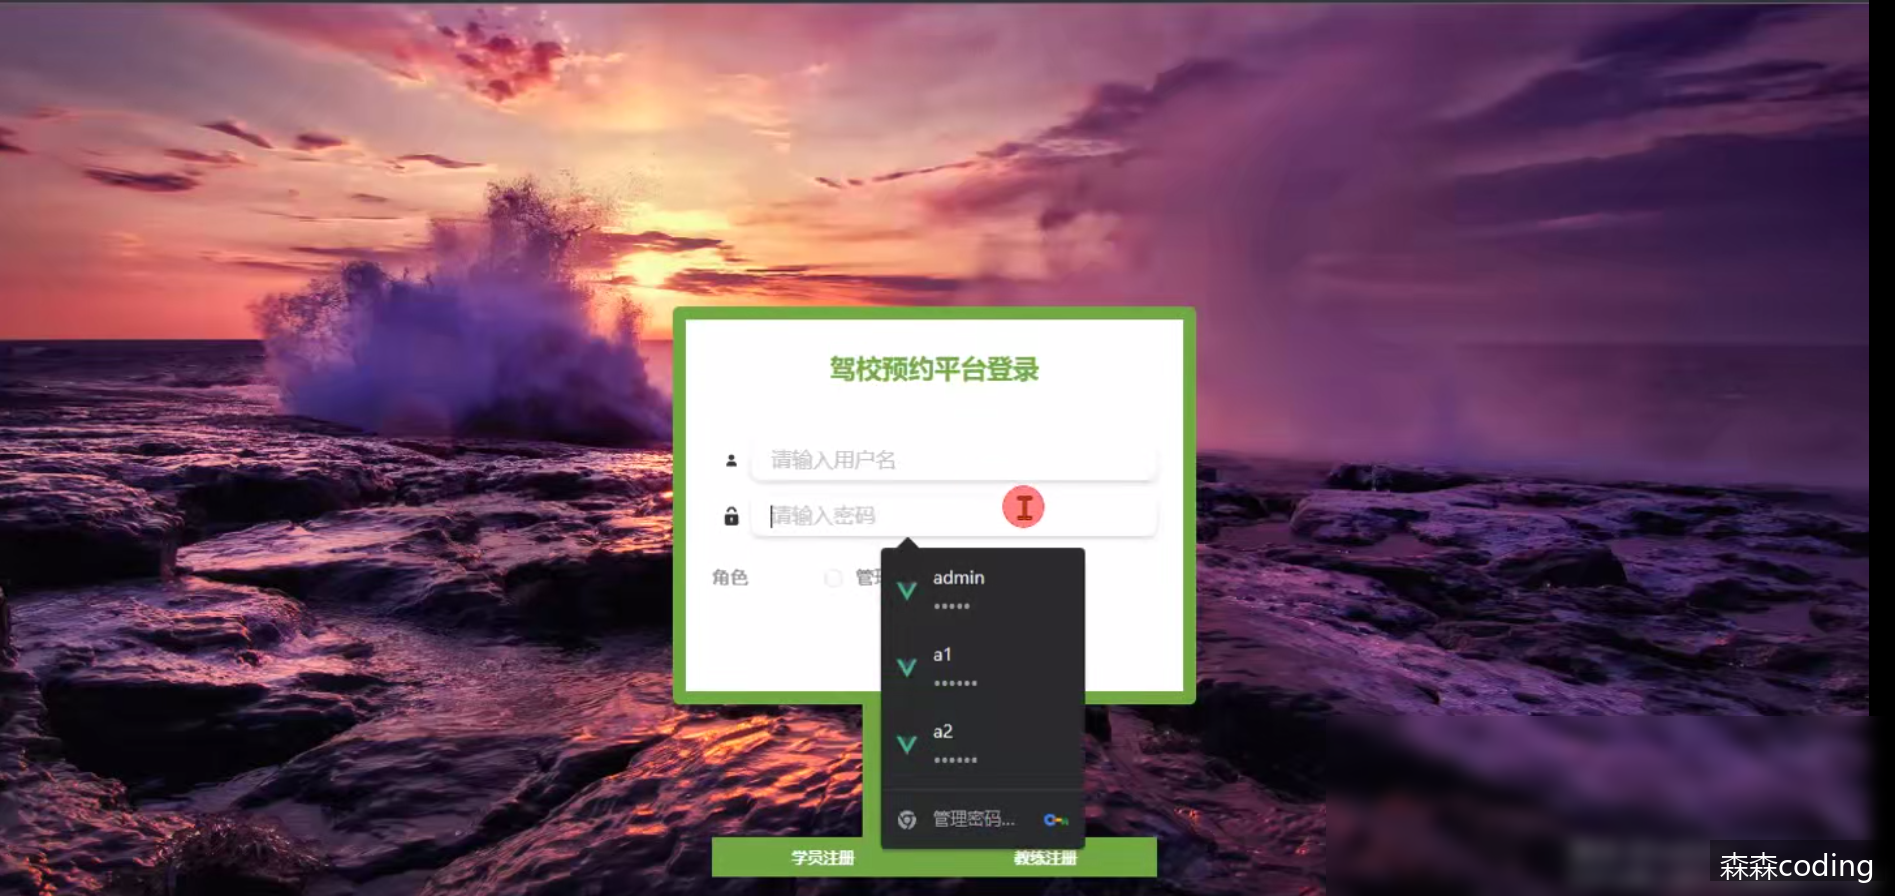 驾校预约平台登录
请输入用户名
请输入密码
角色
管理
admin
•••••
a1
••••••
a2
••••••
管理密码...
学员注册
教练注册
森森coding